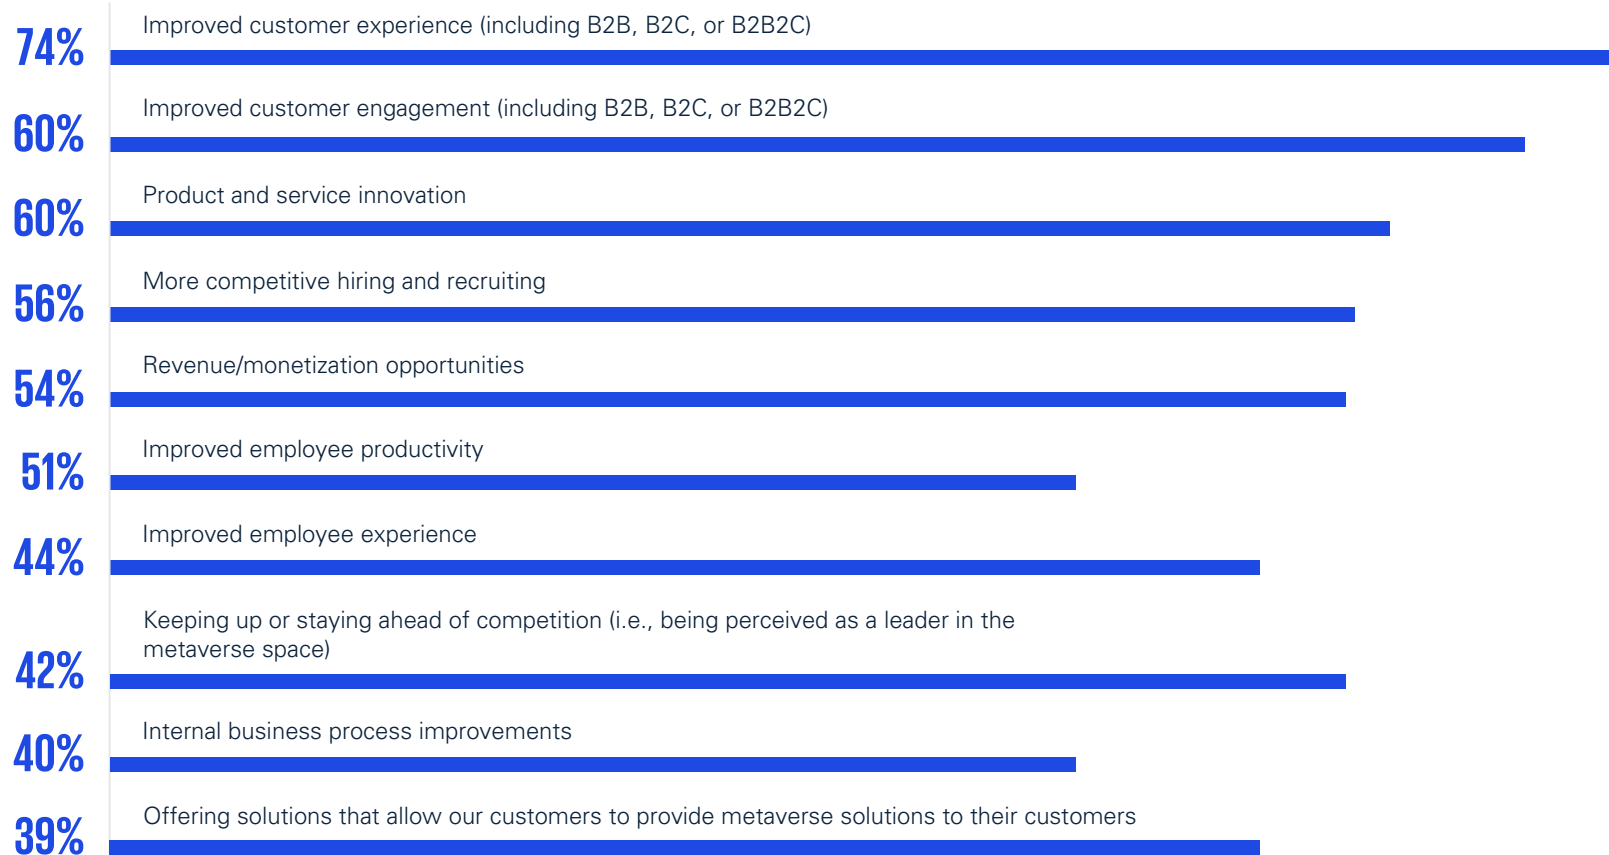 Improved customer experience (including B2B, B2C, or B2B2C)
74%
Improved customer engagement (including B2B, B2C, or B2B2C)
60%
Product and service innovation
60%
More competitive hiring and recruiting
56%
Revenue/monetization opportunities
54%
Improved employee productivity
51%
Improved employee experience
44%
Keeping up or staying ahead of competition (i.e., being perceived as a leader in the
metaverse space)
42%
Internal business process improvements
40%
Offering solutions that allow our customers to provide metaverse solutions to their customers
39%